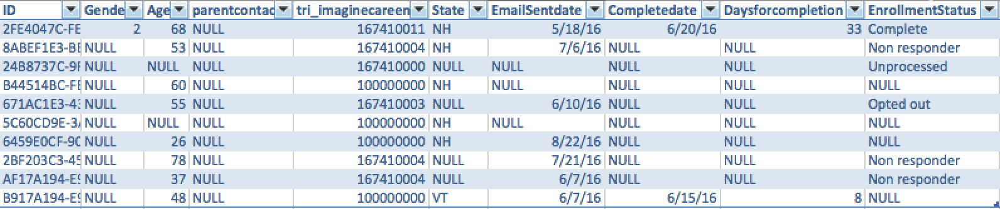 ID Gende Age parentcontac tri_imaginecareen State EmailSentdate Completedate Daysforcompletion EnrollmentStatus
2FE4047C-FE 2 68 NULL 167410011 NH 5/18/16 6/20/16 33 Complete
8ABEF1E3-BE NULL 53 NULL 167410004 NH 7/6/16 NULL NULL Non responder
24B8737C-9F NULL NULL NULL 167410000 NULL NULL NULL NULL Unprocessed
B44514BC-FE NULL 60 NULL 100000000 NH NULL NULL NULL NULL
671AC1E3-43 NULL 55 NULL 167410003 NULL 6/10/16 NULL NULL Opted out
5C60CD9E-3A NULL NULL NULL 100000000 NH NULL NULL NULL NULL
6459E0CF-90 NULL 26 NULL 100000000 NH 8/22/16 NULL NULL NULL
2BF203C3-45 NULL 78 NULL 167410004 NULL 7/21/16 NULL NULL Non responder
AF17A194-E9 NULL 37 NULL 167410004 NULL 6/7/16 NULL NULL Non responder
B917A194-E9 NULL 48 NULL 100000000 VT 6/7/16 6/15/16 8 NULL